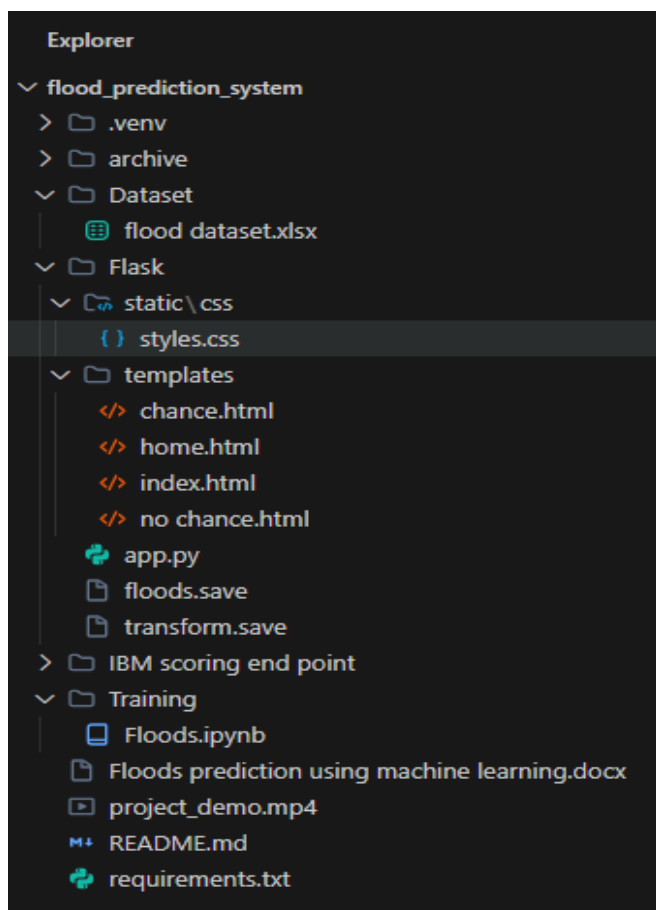 Explorer
flood_prediction_system
.venv
archive
Dataset
flood dataset.xlsx
Flask
static\css
styles.css
templates
chance.html
home.html
index.html
no chance.html
app.py
floods.save
transform.save
IBM scoring end point
Training
Floods.ipynb
Floods prediction using machine learning.docx
project_demo.mp4
README.md
requirements.txt